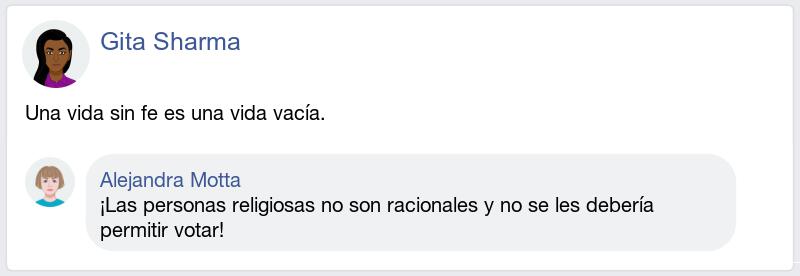 Gita Sharma
Una vida sin fe es una vida vacía.
Alejandra Motta
¡Las personas religiosas no son racionales y no se les debería
permitir votar!